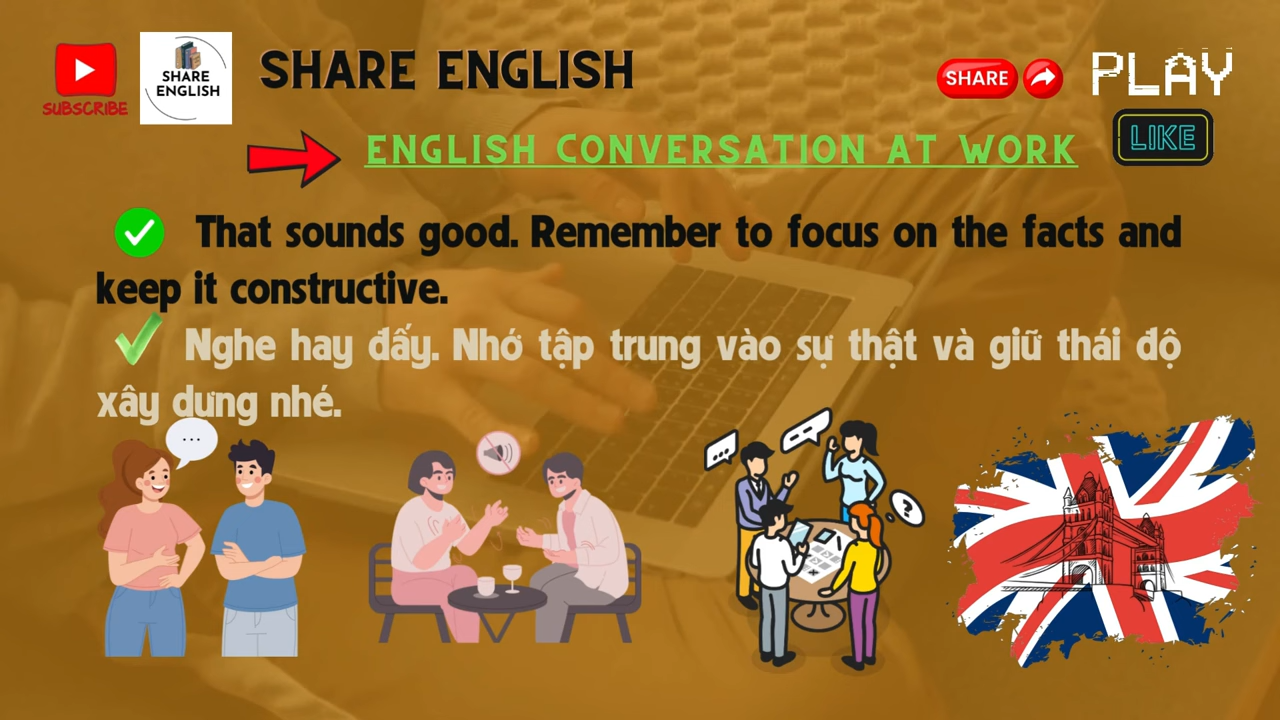 SUBSCRIBE
SHARE
ENGLISH
SHARE ENGLISH
SHARE
PLAY
LIKE
ENGLISH CONVERSATION AT WORK
That sounds good. Remember to focus on the facts and
keep it constructive.
Nghe hay đấy. Nhớ tập trung vào sự thật và giữ thái độ
xây dựng nhé.
...
...
?